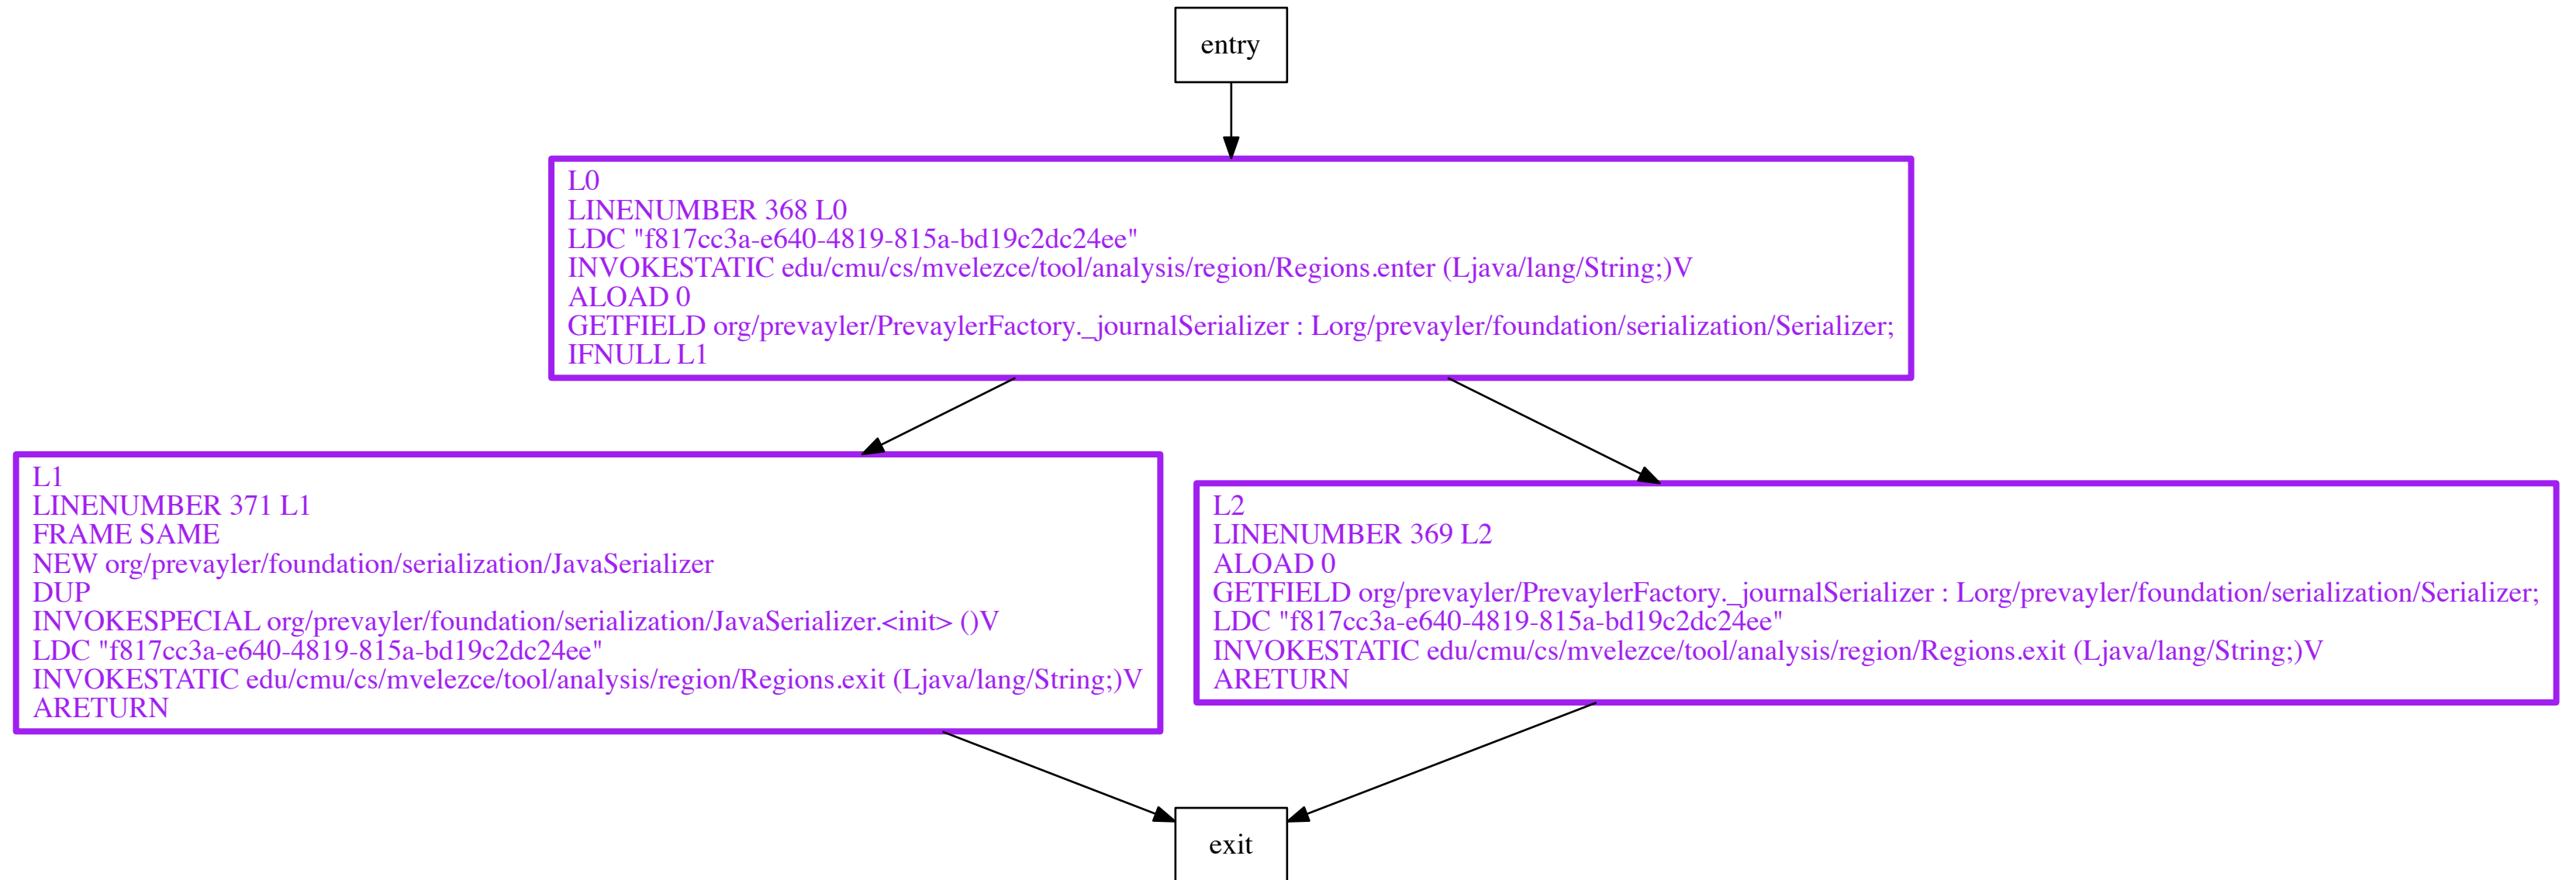 entry
L0
LINENUMBER 368 L0
LDC "f817cc3a-e640-4819-815a-bd19c2dc24ee"
INVOKESTATIC edu/cmu/cs/mvelezce/tool/analysis/region/Regions.enter (Ljava/lang/String;)V
ALOAD 0
GETFIELD org/prevayler/PrevaylerFactory._journalSerializer : Lorg/prevayler/foundation/serialization/Serializer;
IFNULL L1
L1
LINENUMBER 371 L1
FRAME SAME
NEW org/prevayler/foundation/serialization/JavaSerializer
DUP
INVOKESPECIAL org/prevayler/foundation/serialization/JavaSerializer.<init> ()V
LDC "f817cc3a-e640-4819-815a-bd19c2dc24ee"
INVOKESTATIC edu/cmu/cs/mvelezce/tool/analysis/region/Regions.exit (Ljava/lang/String;)V
ARETURN
L2
LINENUMBER 369 L2
ALOAD 0
GETFIELD org/prevayler/PrevaylerFactory._journalSerializer : Lorg/prevayler/foundation/serialization/Serializer;
LDC "f817cc3a-e640-4819-815a-bd19c2dc24ee"
INVOKESTATIC edu/cmu/cs/mvelezce/tool/analysis/region/Regions.exit (Ljava/lang/String;)V
ARETURN
exit